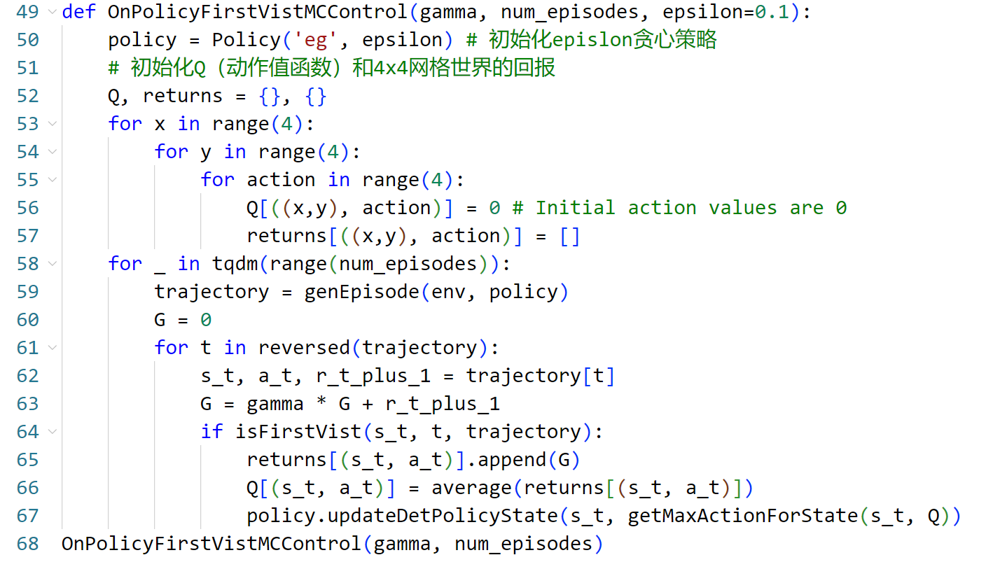 49 def OnPolicyFirstVistMCControl(gamma, num_episodes, epsilon=0.1):
50     policy = Policy('eg', epsilon) # 初始化epislon贪心策略
51     # 初始化Q（动作值函数）和4x4网格世界的回报
52     Q, returns = {}, {}
53     for x in range(4):
54         for y in range(4):
55             for action in range(4):
56                 Q[((x,y), action)] = 0 # Initial action values are 0
57                 returns[((x,y), action)] = []
58     for _ in tqdm(range(num_episodes)):
59         trajectory = genEpisode(env, policy)
60         G = 0
61         for t in reversed(trajectory):
62             s_t, a_t, r_t_plus_1 = trajectory[t]
63             G = gamma * G + r_t_plus_1
64             if isFirstVist(s_t, t, trajectory):
65                 returns[(s_t, a_t)].append(G)
66                 Q[(s_t, a_t)] = average(returns[(s_t, a_t)])
67                 policy.updateDetPolicyState(s_t, getMaxActionForState(s_t, Q))
68 OnPolicyFirstVistMCControl(gamma, num_episodes)